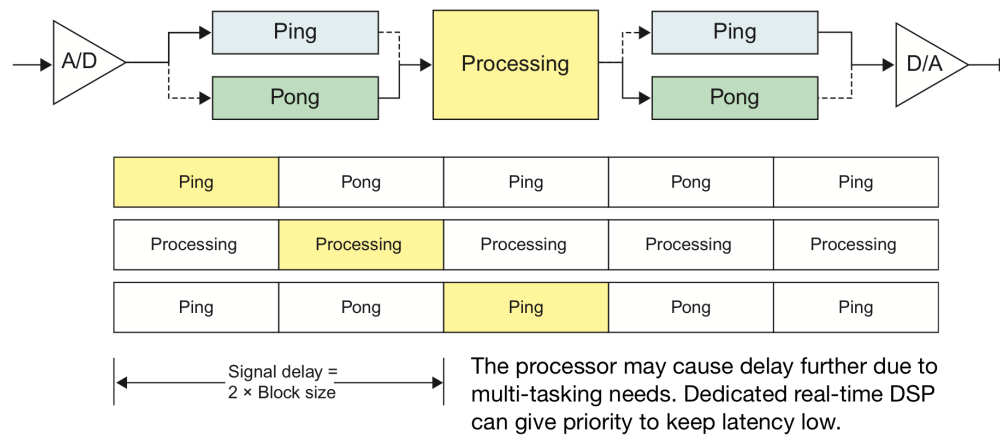 A/D
Ping
Pong
Processing
Ping
Pong
D/A
Ping Pong Ping Pong Ping
Processing Processing Processing Processing Processing
Ping Pong Ping Pong Ping
Signal delay =
2 × Block size
The processor may cause delay further due to
multi-tasking needs. Dedicated real-time DSP
can give priority to keep latency low.